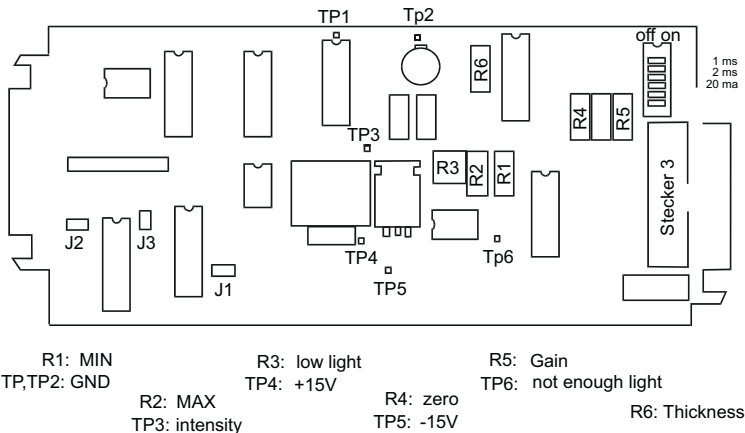 TP1
Tp2
off on
1 ms
2 ms
20 ma
R6
R4
R5
TP3
R3
R2
R1
Stecker 3
J2
J3
J1
TP4
Tp6
TP5
R1: MIN
TP,TP2: GND
R2: MAX
TP3: intensity
R3: low light
TP4: +15V
R4: zero
TP5: -15V
R5: Gain
TP6: not enough light
R6: Thickness